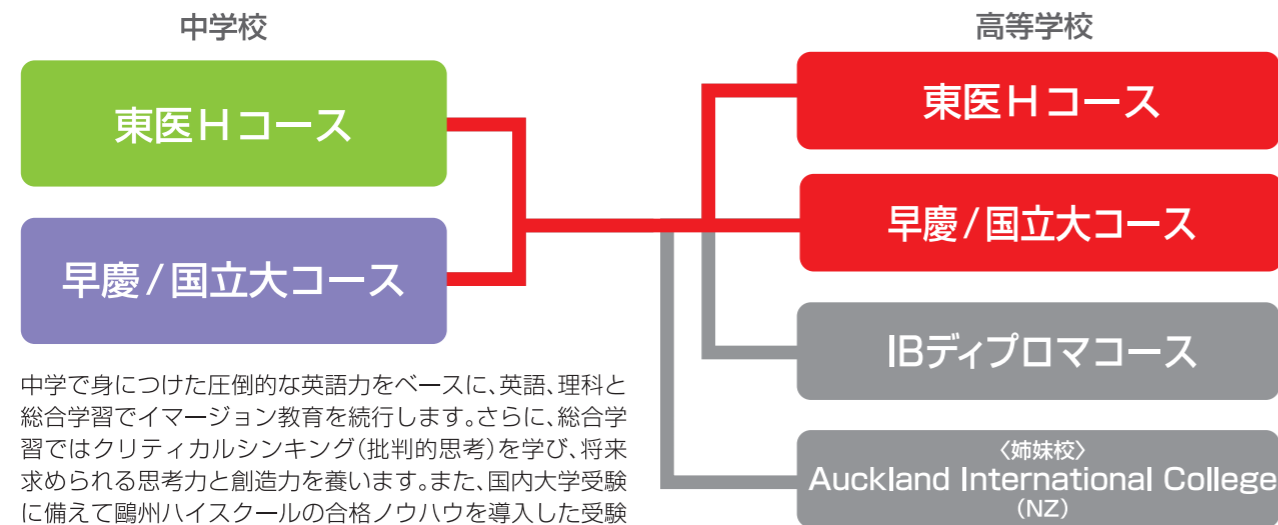 中学校
東医Hコース
早慶/国立大コース
中学で身につけた圧倒的な英語力をベースに、英語、理科と
総合学習でイマージョン教育を続行します。さらに、総合学
習ではクリティカルシンキング(批判的思考)を学び、将来
求められる思考力と創造力を養います。また、国内大学受験
に備えて鷗州ハイスクールの合格ノウハウを導入した受験
高等学校
東医Hコース
早慶/国立大コース
IBディプロマコース
〈姉妹校〉
Auckland International College
(NZ)